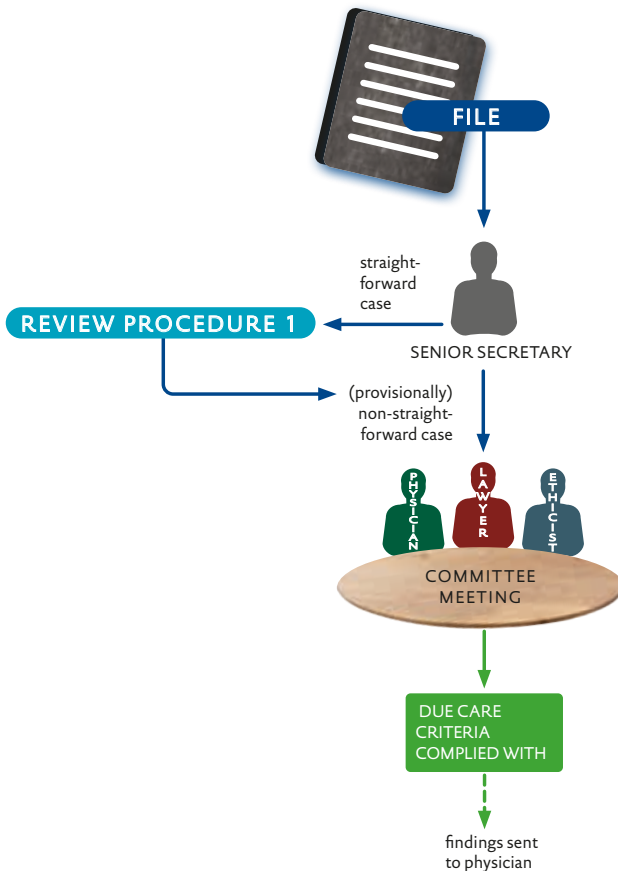 FILE
straight-
forward
case
REVIEW PROCEDURE 1
SENIOR SECRETARY
(provisionally)
non-straight-
forward case
PHYSICIAN
LAWYER
ETHICIST
COMMITTEE
MEETING
DUE CARE
CRITERIA
COMPLIED WITH
findings sent
to physician